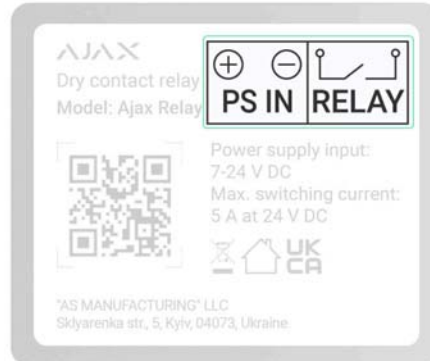 AJAX
Dry contact relay
Model: Ajax Relay
PS IN RELAY
Power supply input:
7-24 V DC
Max. switching current:
5 A at 24 V DC
UK
CA
"AS MANUFACTURING" LLC
Sklyarenka str., 5, Kyiv, 04073, Ukraine